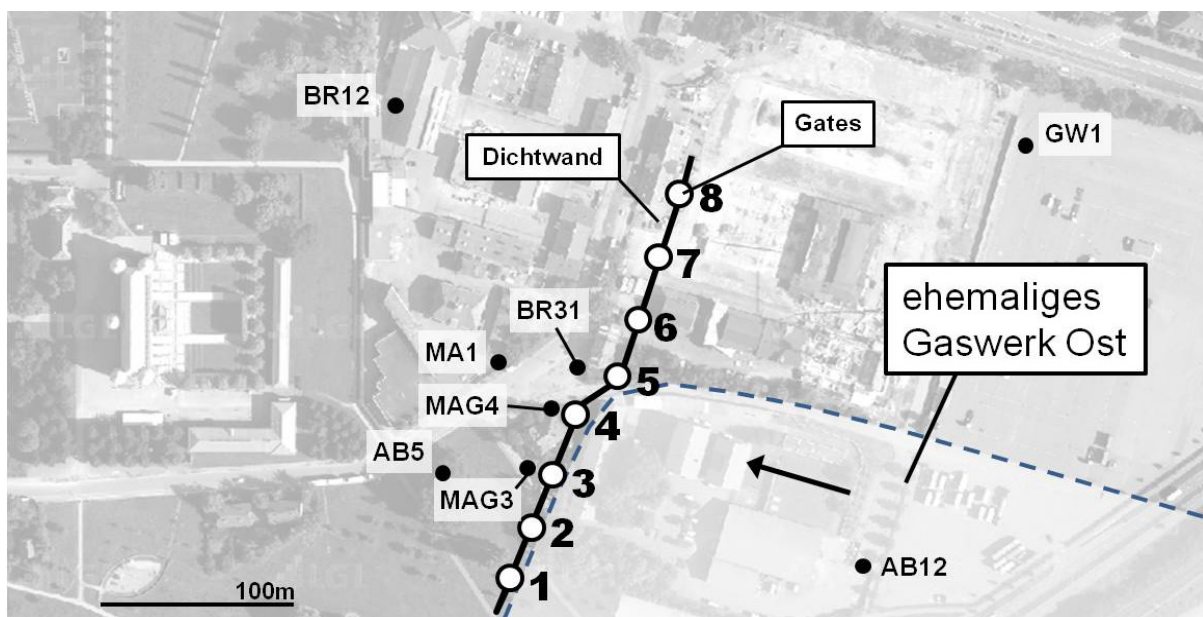 BR12
Gates
GW1
Dichtwand
8
7
ehemaliges
Gaswerk Ost
BR31
6
MA1
5
MAG4
4
AB5
3
MAG3
2
AB12
1
100m